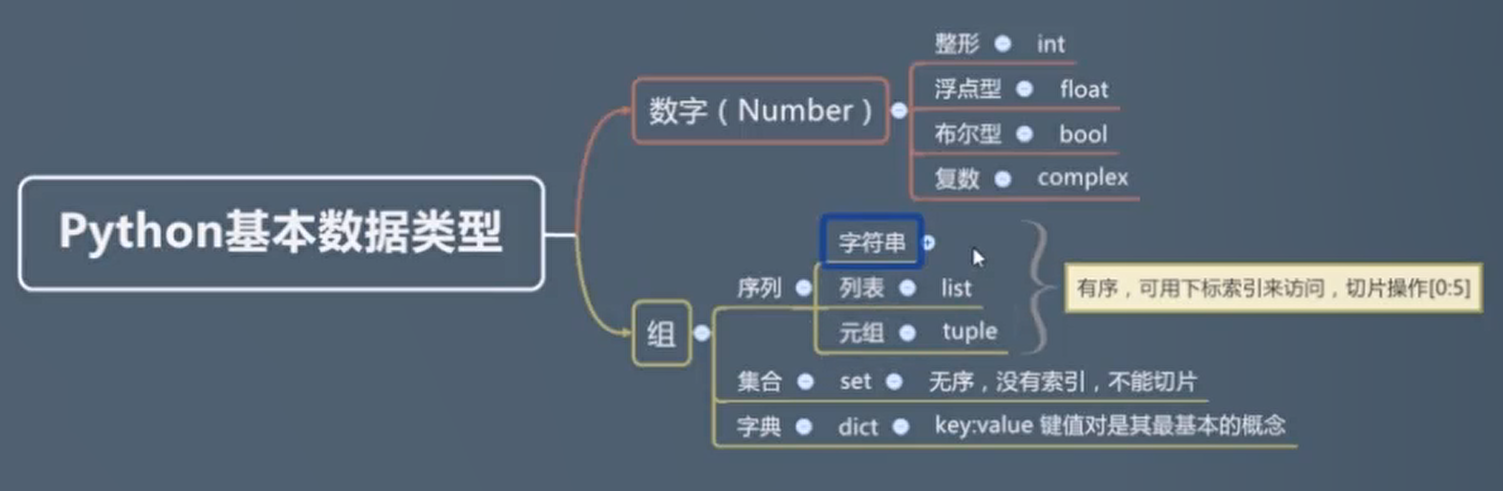 Python基本数据类型
数字（Number）
整形 int
浮点型 float
布尔型 bool
复数 complex
组
序列
字符串
列表 list
元组 tuple
有序，可用下标索引来访问，切片操作[0:5]
集合 set 无序，没有索引，不能切片
字典 dict key:value 键值对是其最基本的概念